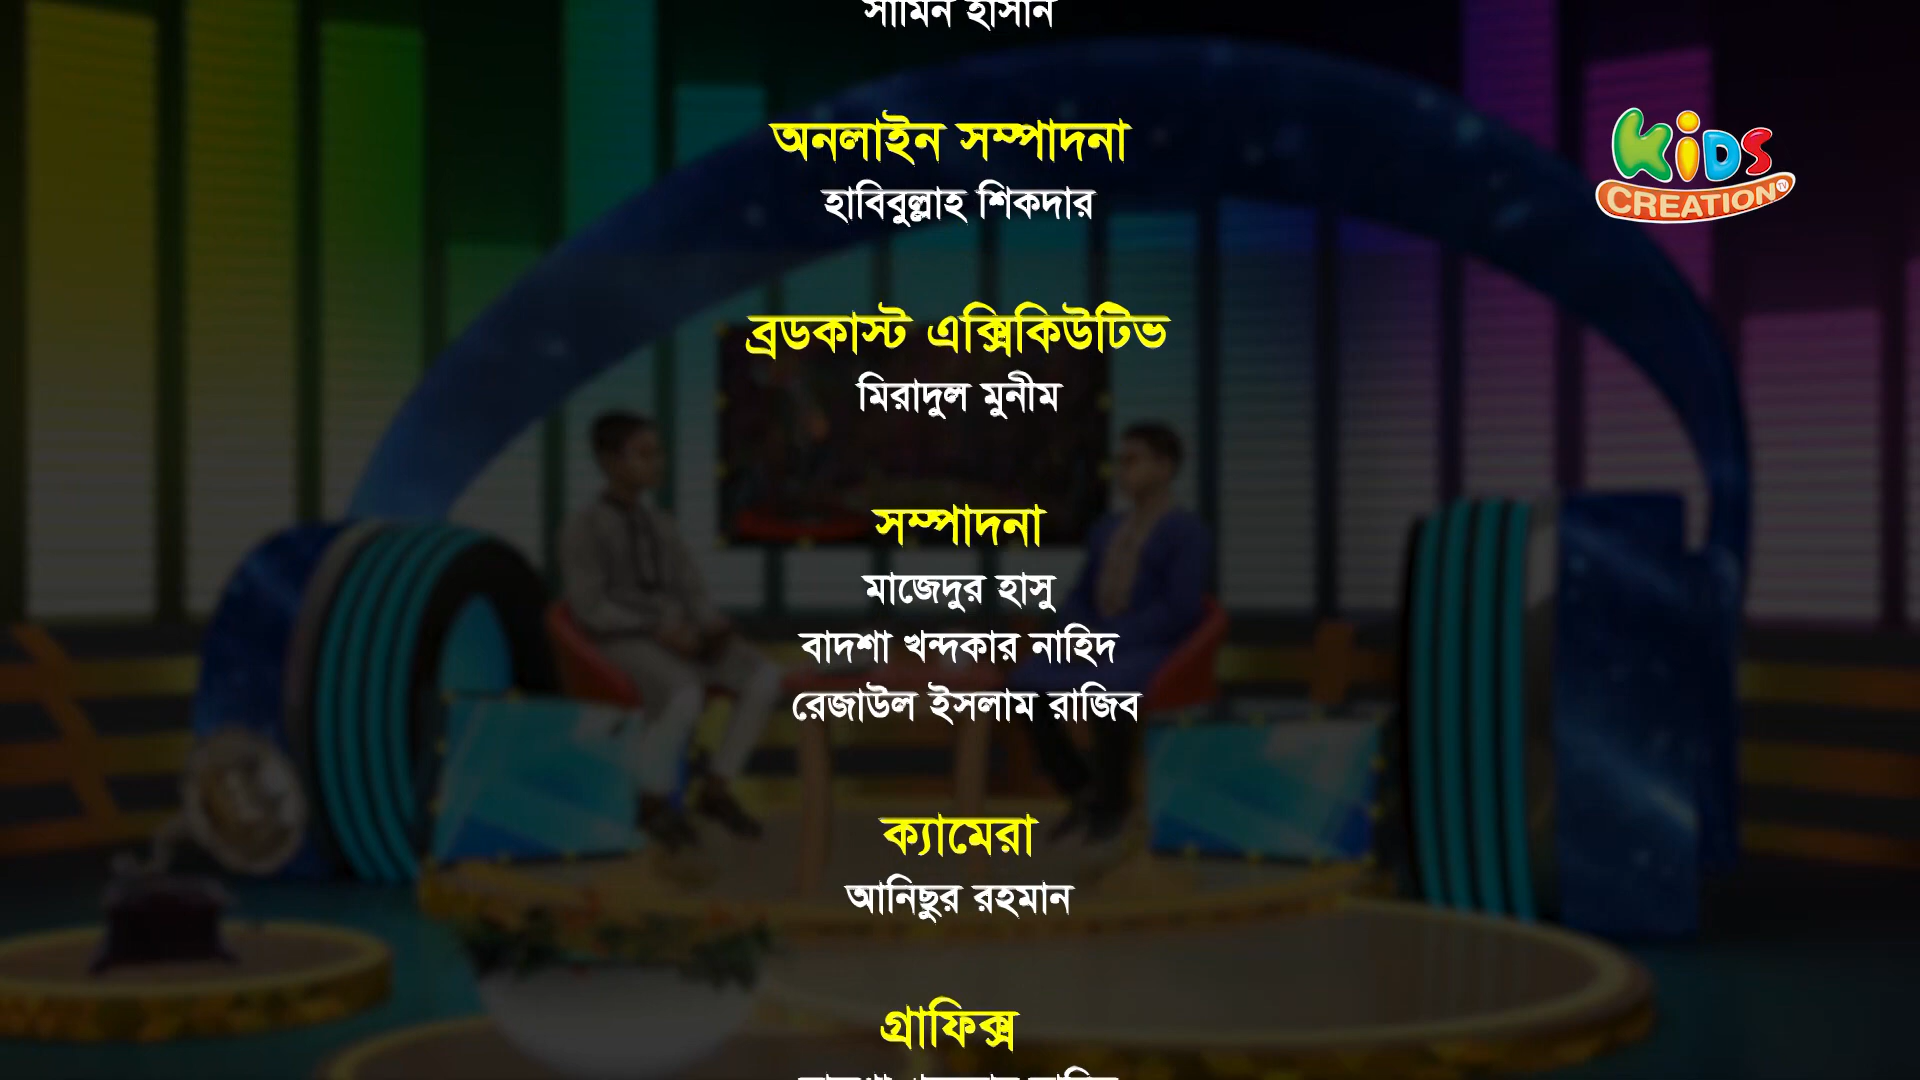 সামিন হাসান
অনলাইন সম্পাদনা
হাবিবুল্লাহ শিকদার
KiDS
CREATION TV
ব্রডকাস্ট এক্সিকিউটিভ
মিরাদুল মুনীম
সম্পাদনা
মাজেদুর হাসু
বাদশা খন্দকার নাহিদ
রেজাউল ইসলাম রাজিব
ক্যামেরা
আনিছুর রহমান
গ্রাফিক্স